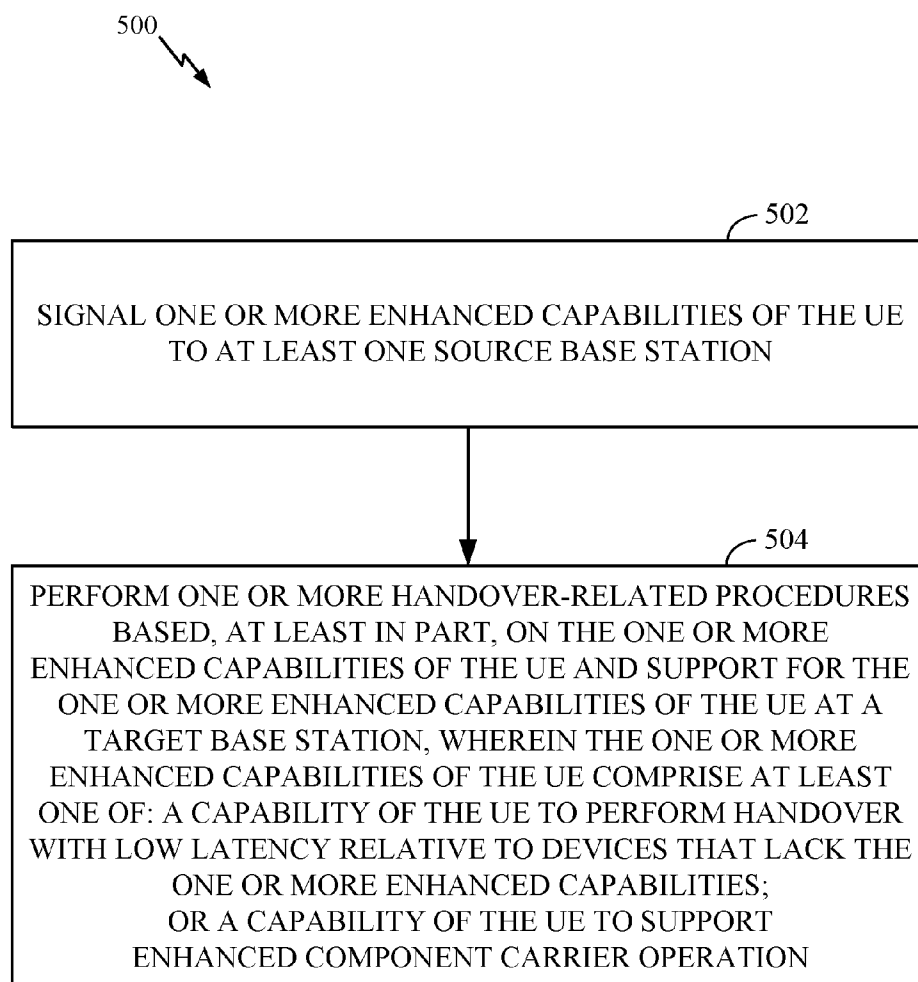 500
502
SIGNAL ONE OR MORE ENHANCED CAPABILITIES OF THE UE
TO AT LEAST ONE SOURCE BASE STATION
504
PERFORM ONE OR MORE HANDOVER-RELATED PROCEDURES
BASED, AT LEAST IN PART, ON THE ONE OR MORE
ENHANCED CAPABILITIES OF THE UE AND SUPPORT FOR THE
ONE OR MORE ENHANCED CAPABILITIES OF THE UE AT A
TARGET BASE STATION, WHEREIN THE ONE OR MORE
ENHANCED CAPABILITIES OF THE UE COMPRISE AT LEAST
ONE OF: A CAPABILITY OF THE UE TO PERFORM HANDOVER
WITH LOW LATENCY RELATIVE TO DEVICES THAT LACK THE
ONE OR MORE ENHANCED CAPABILITIES;
OR A CAPABILITY OF THE UE TO SUPPORT
ENHANCED COMPONENT CARRIER OPERATION